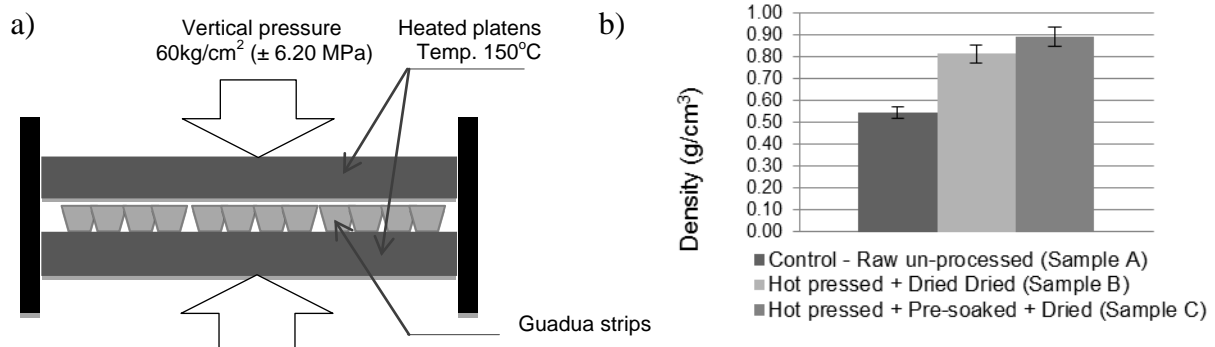 a)
Vertical pressure
60kg/cm² (± 6.20 MPa)
Heated platens
Temp. 150°C
Guadua strips
b)
Density (g/cm³)
1.00
0.90
0.80
0.70
0.60
0.50
0.40
0.30
0.20
0.10
0.00
Control - Raw un-processed (Sample A)
Hot pressed + Dried Dried (Sample B)
Hot pressed + Pre-soaked + Dried (Sample C)